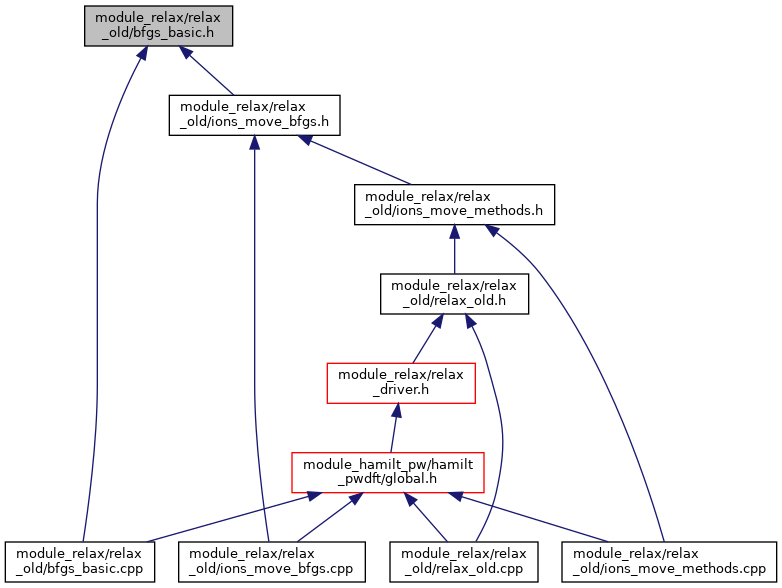 module_relax/relax
_old/bfgs_basic.h
module_relax/relax
_old/ions_move_bfgs.h
module_relax/relax
_old/ions_move_methods.h
module_relax/relax
_old/relax_old.h
module_relax/relax
_driver.h
module_hamilt_pw/hamilt
_pwdft/global.h
module_relax/relax
_old/bfgs_basic.cpp
module_relax/relax
_old/ions_move_bfgs.cpp
module_relax/relax
_old/relax_old.cpp
module_relax/relax
_old/ions_move_methods.cpp